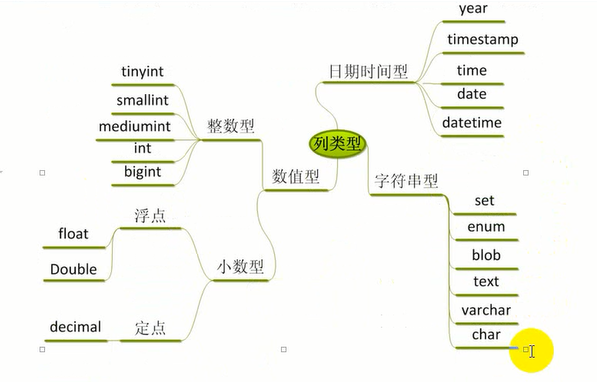 列类型
日期时间型
year
timestamp
time
date
datetime
数值型
整数型
tinyint
smallint
mediumint
int
bigint
小数型
浮点
float
Double
定点
decimal
字符串型
set
enum
blob
text
varchar
char